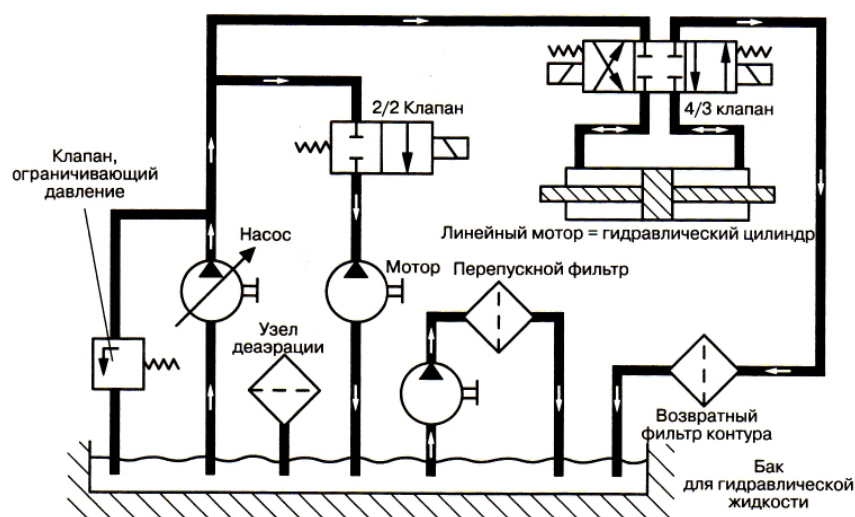 2/2 Клапан
4/3 клапан
Клапан,
ограничивающий
давление
Насос
Линейный мотор = гидравлический цилиндр
Мотор
Перепускной фильтр
Узел
деаэрации
Возвратный
фильтр контура
Бак
для гидравлической
жидкости